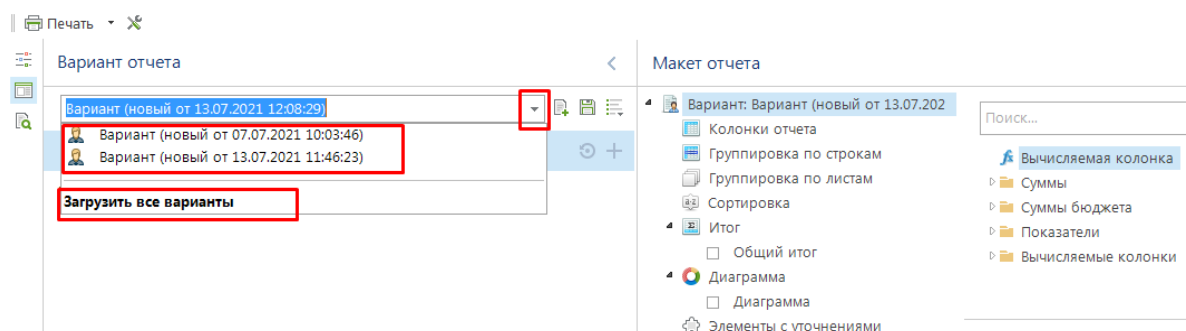 Печать
Вариант отчета
Вариант (новый от 13.07.2021 12:08:29)
Вариант (новый от 07.07.2021 10:03:46)
Вариант (новый от 13.07.2021 11:46:23)
Загрузить все варианты
Макет отчета
Вариант: Вариант (новый от 13.07.202
Колонки отчета
Группировка по строкам
Группировка по листам
Сортировка
Итог
Общий итог
Диаграмма
Диаграмма
Элементы с уточнениями
Поиск...
Вычисляемая колонка
Суммы
Суммы бюджета
Показатели
Вычисляемые колонки